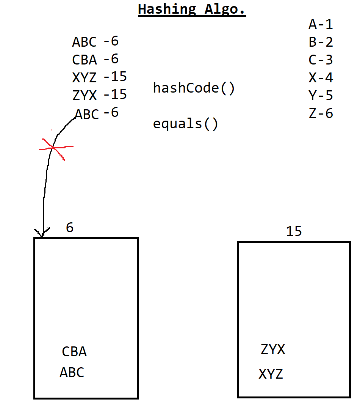 Hashing Algo.
ABC -6
CBA -6
XYZ -15
ZYX -15
ABC -6
hashCode()
equals()
A-1
B-2
C-3
X-4
Y-5
Z-6
6
CBA
ABC
15
ZYX
XYZ